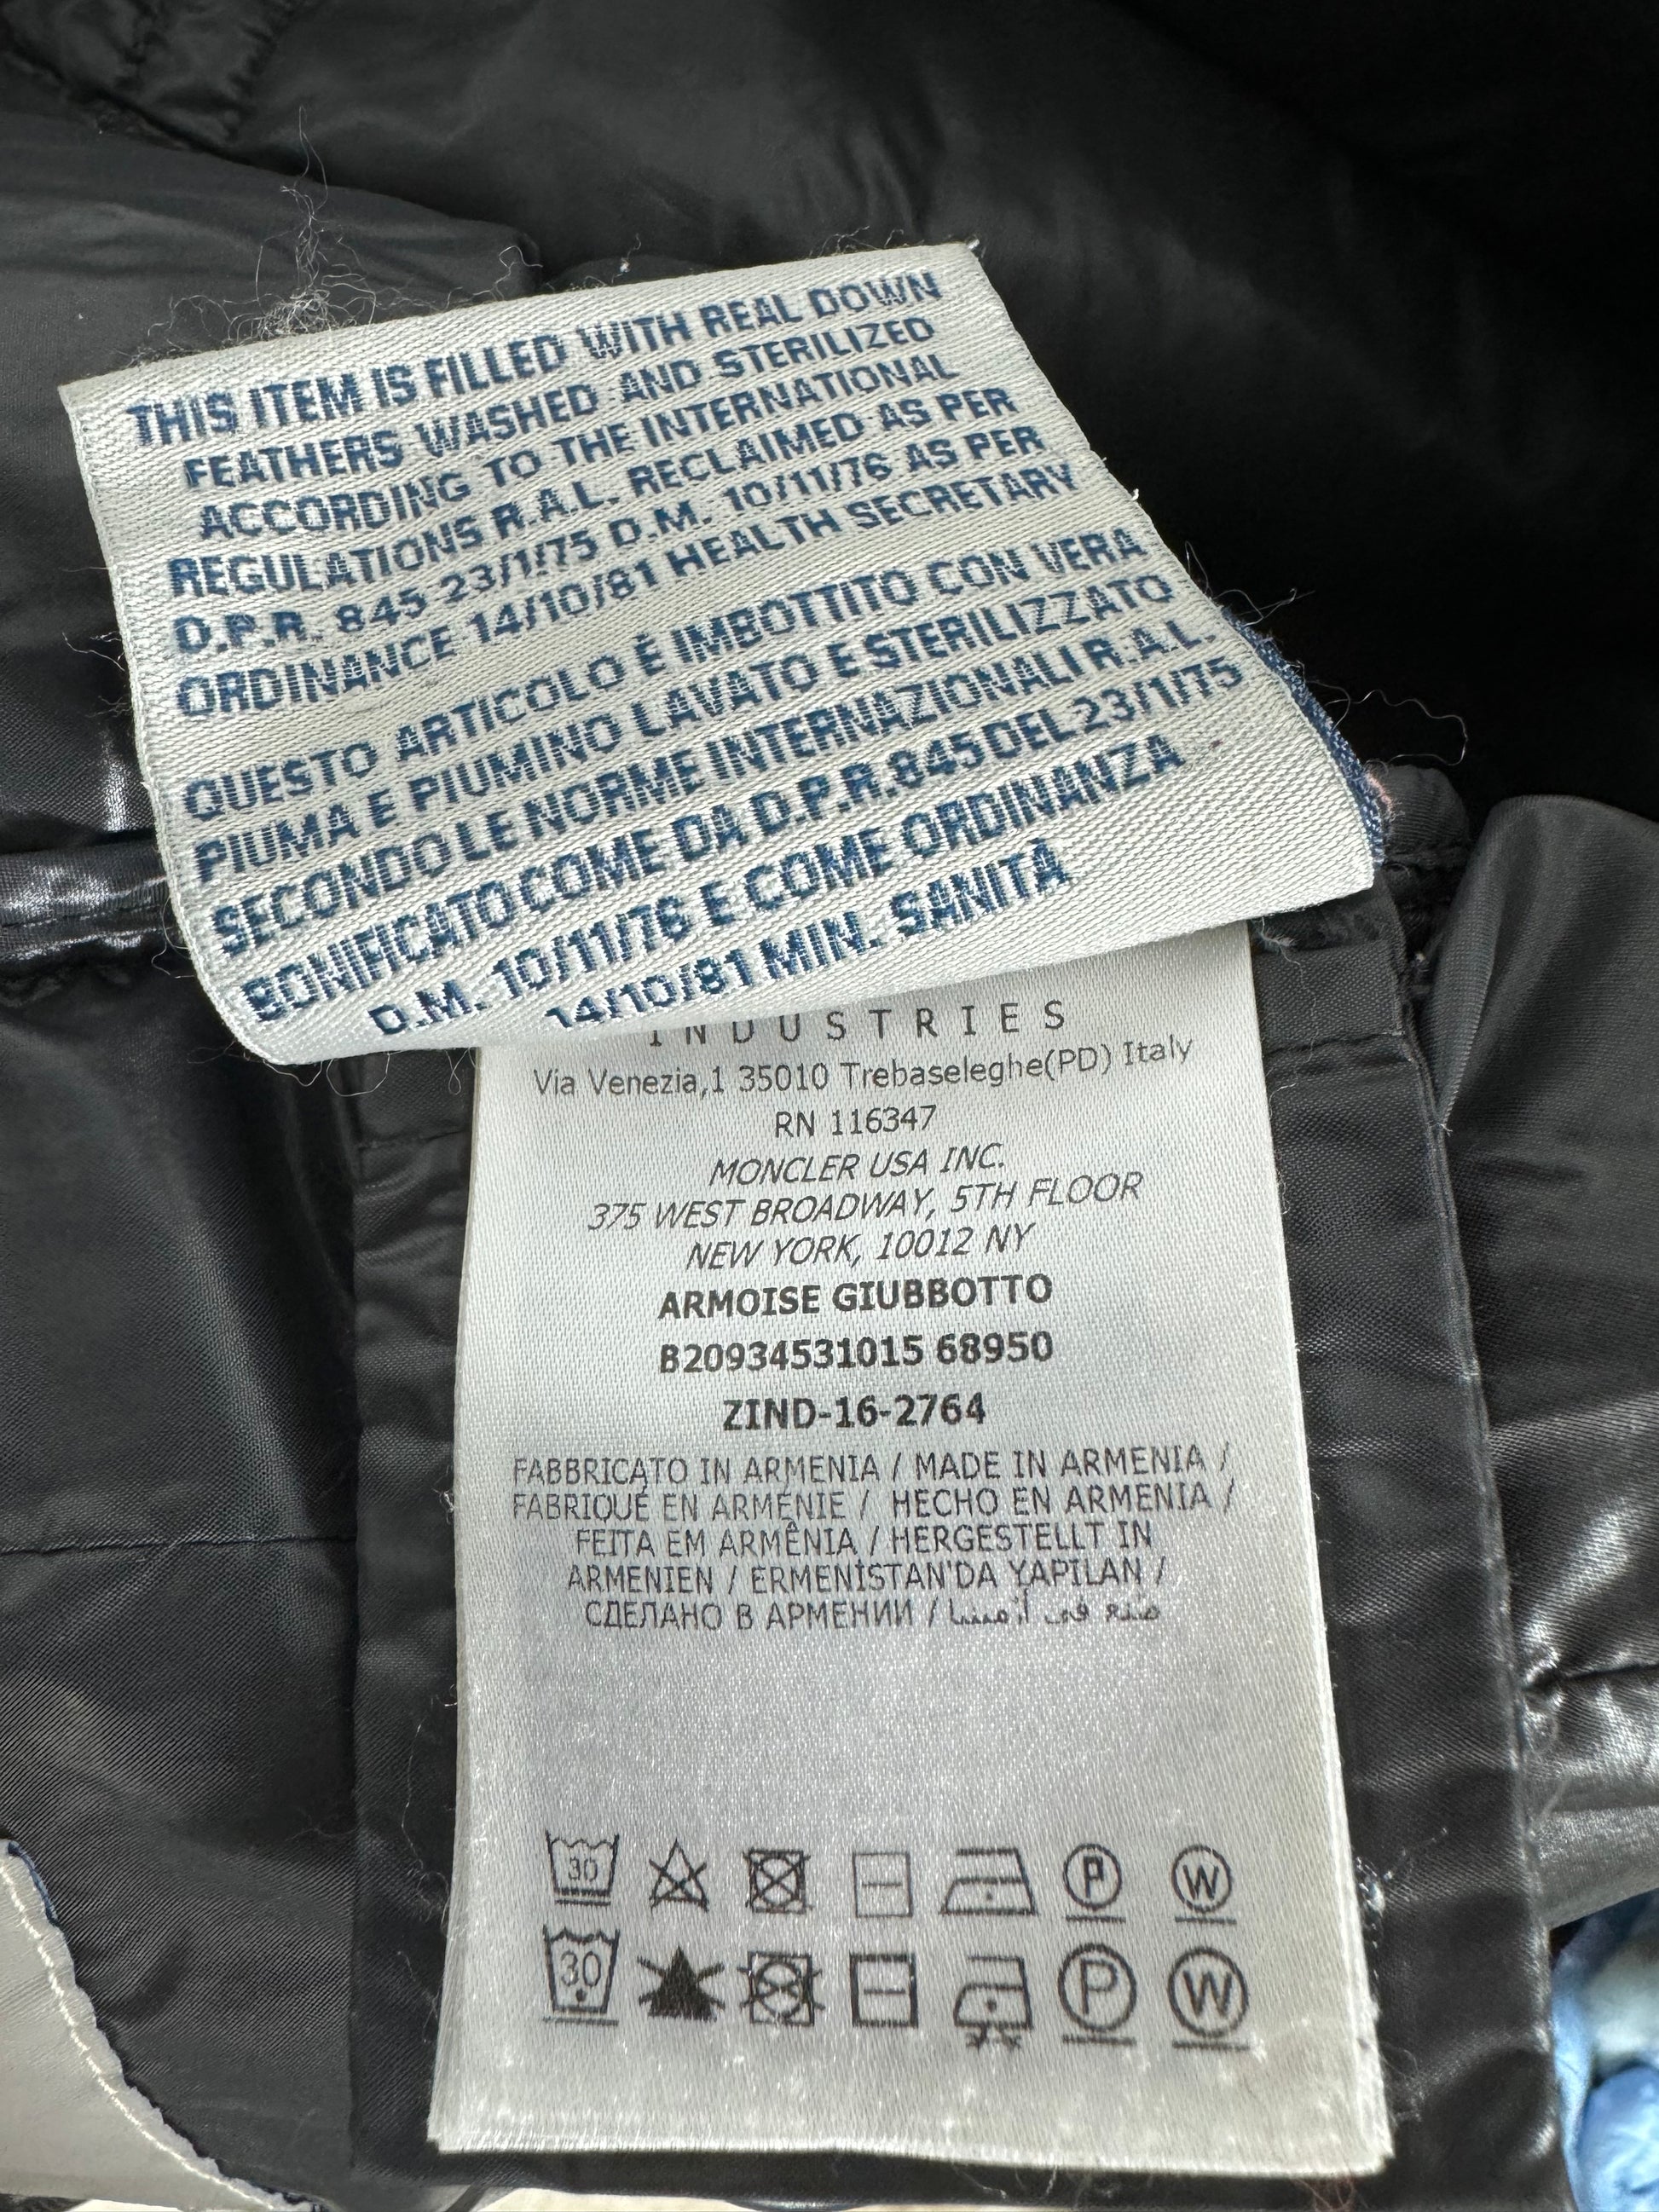 THIS ITEM IS FILLED WITH REAL DOWN
FEATHERS WASHED AND STERILIZED
ACCORDING TO THE INTERNATIONAL
REGULATIONS R.A.L. RECLAIMED AS PER
D.P.R. 845 23/1/75 D.M. 10/11/76 AS PER
ORDINANCE 14/10/81 HEALTH SECRETARY
QUESTO ARTICOLO È IMBOTTITO CON VERA
PIUMA E PIUMINO LAVATO E STERILIZZATO
SECONDO LE NORME INTERNAZIONALI R.A.L.
BONIFICATO COME DA D.P.R. 845 DEL 23/1/75
D.M. 10/11/76 E COME ORDINANZA
14/10/81 MIN. SANITÀ
INDUSTRIES
Via Venezia,1 35010 Trebaseleghe(PD) Italy
RN 116347
MONCLER USA INC.
375 WEST BROADWAY, 5TH FLOOR
NEW YORK, 10012 NY
ARMOISE GIUBBOTTO
B20934531015 68950
ZIND-16-2764
FABBRICATO IN ARMENIA / MADE IN ARMENIA /
FABRIQUÉ EN ARMÉNIE / HECHO EN ARMENIA /
FEITA EM ARMÊNIA / HERGESTELLT IN
ARMENIEN / ERMENİSTAN'DA YAPILAN /
СДЕЛАНО В АРМЕНИИ / صنع في أرمينيا
30 P W
30 P W